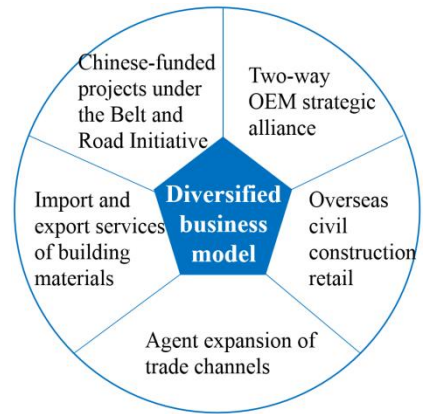 Chinese-funded
projects under
the Belt and
Road Initiative
Two-way
OEM strategic
alliance
Import and
export services
of building
materials
Diversified
business
model
Overseas
civil
construction
retail
Agent expansion of
trade channels